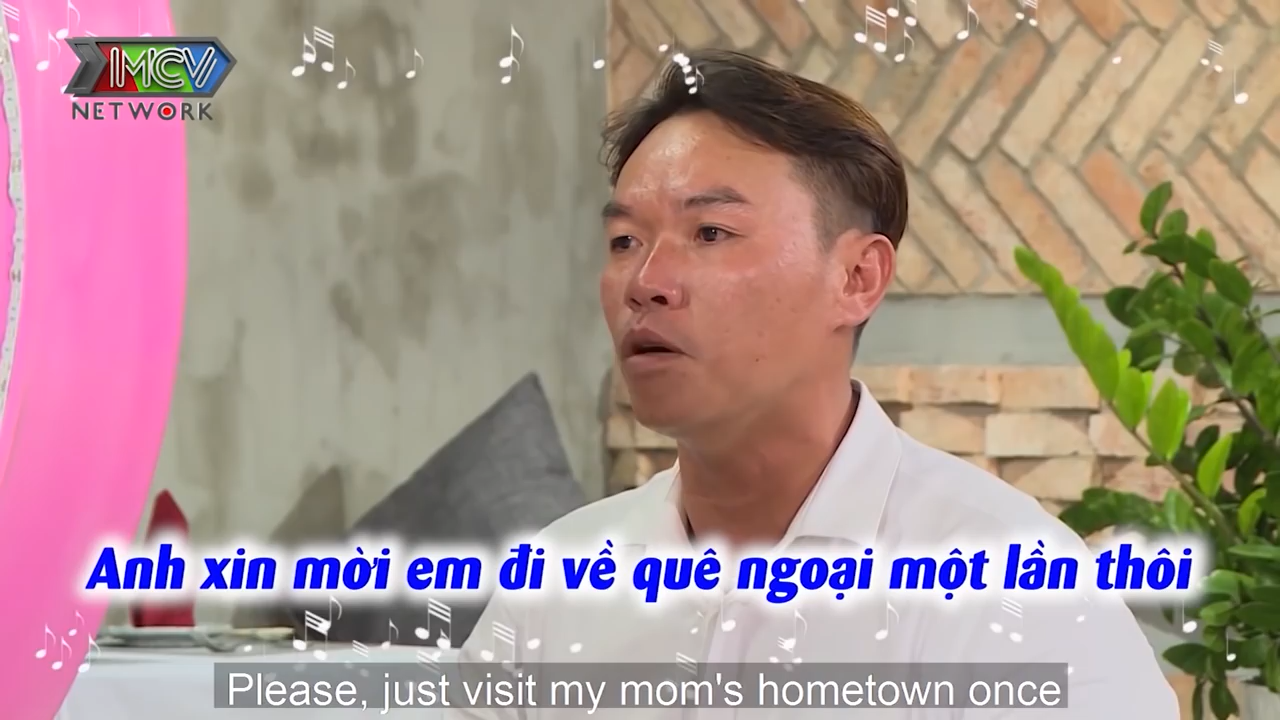 MCV
NETWORK
Anh xin mời em đi về quê ngoại một lần thôi
Please, just visit my mom's hometown once